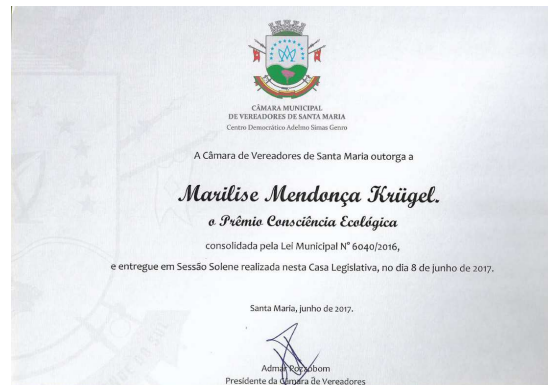 CÂMARA MUNICIPAL
DE VEREADORES DE SANTA MARIA
Centro Democrático Adelmo Simas Genro
A Câmara de Vereadores de Santa Maria outorga a
Marilise Mendonça Krügel.
o Prêmio Consciência Ecológica
consolidada pela Lei Municipal N° 6040/2016,
e entregue em Sessão Solene realizada nesta Casa Legislativa, no dia 8 de junho de 2017.
Santa Maria, junho de 2017.
Admar Pozzobom
Presidente da Câmara de Vereadores